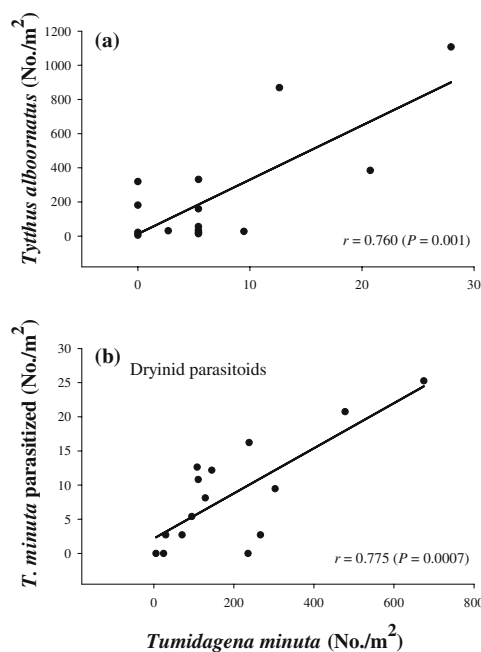 (a)
Tytthus alboornatus (No./m²)
1200
1000
800
600
400
200
0
r = 0.760 (P = 0.001)
0 10 20 30
(b)
Dryinid parasitoids
T. minuta parasitized (No./m²)
30
25
20
15
10
5
0
r = 0.775 (P = 0.0007)
0 200 400 600 800
Tumidagena minuta (No./m²)